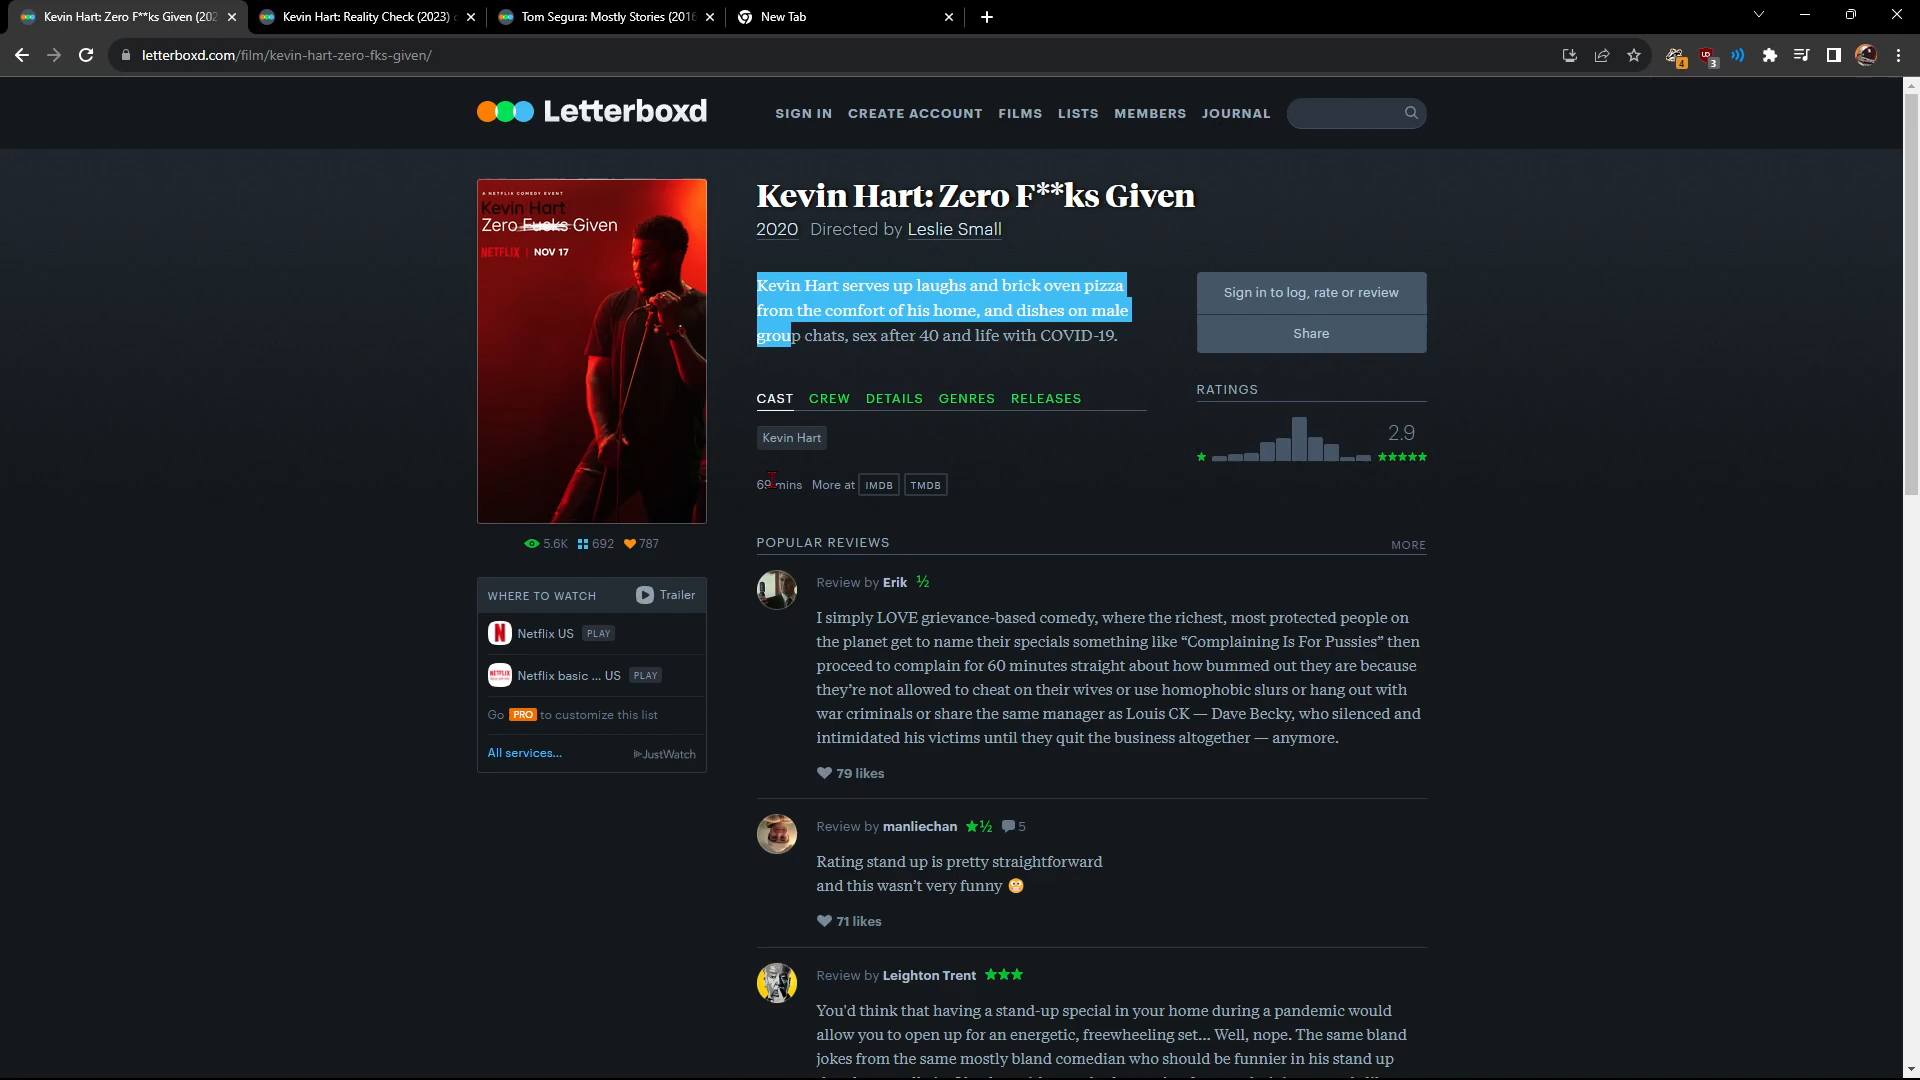 Kevin Hart: Zero F**ks Given (202
Kevin Hart: Reality Check (2023)
Tom Segura: Mostly Stories (2016
New Tab
letterboxd.com/film/kevin-hart-zero-fks-given/
4
3
Letterboxd
SIGN IN CREATE ACCOUNT FILMS LISTS MEMBERS JOURNAL
A NETFLIX COMEDY EVENT
Kevin Hart
Zero Fucks Given
NETFLIX | NOV 17
Kevin Hart: Zero F**ks Given
2020 Directed by Leslie Small
Kevin Hart serves up laughs and brick oven pizza
from the comfort of his home, and dishes on male
group chats, sex after 40 and life with COVID-19.
Sign in to log, rate or review
Share
CAST CREW DETAILS GENRES RELEASES
Kevin Hart
69 mins More at IMDB TMDB
RATINGS
2.9
★ ★★★★★
5.6K 692 787
WHERE TO WATCH Trailer
Netflix US PLAY
Netflix basic ... US PLAY
Go PRO to customize this list
All services... JustWatch
POPULAR REVIEWS MORE
Review by Erik ½
I simply LOVE grievance-based comedy, where the richest, most protected people on
the planet get to name their specials something like “Complaining Is For Pussies” then
proceed to complain for 60 minutes straight about how bummed out they are because
they’re not allowed to cheat on their wives or use homophobic slurs or hang out with
war criminals or share the same manager as Louis CK — Dave Becky, who silenced and
intimidated his victims until they quit the business altogether — anymore.
79 likes
Review by manliechan ★½ 5
Rating stand up is pretty straightforward
and this wasn’t very funny 😬
71 likes
Review by Leighton Trent ★★★
You'd think that having a stand-up special in your home during a pandemic would
allow you to open up for an energetic, freewheeling set... Well, nope. The same bland
jokes from the same mostly bland comedian who should be funnier in his stand up